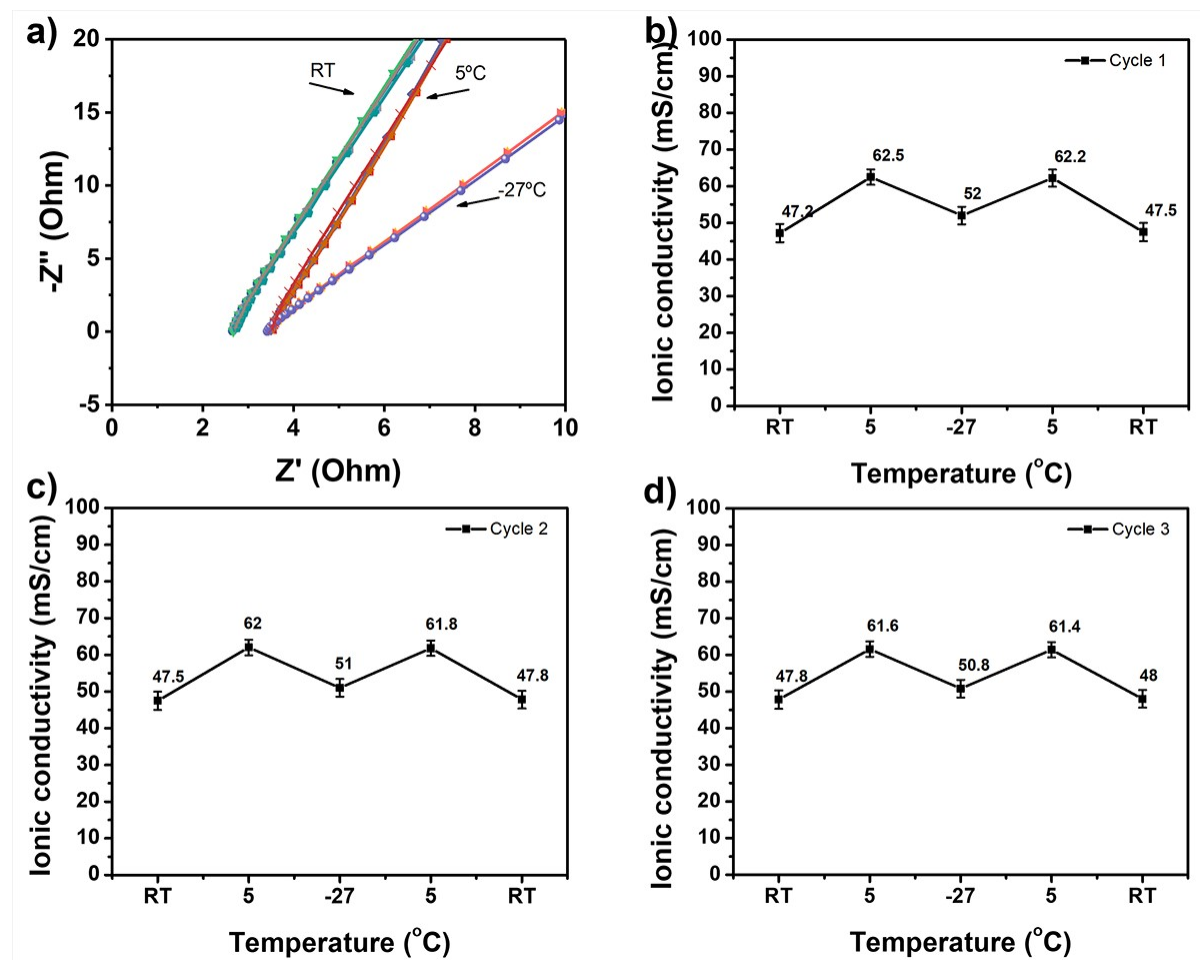 a)
20
15
10
5
0
-5
-Z'' (Ohm)
RT
5ºC
-27ºC
0 2 4 6 8 10
Z' (Ohm)
b)
100
90
80
70
60
50
40
30
20
10
0
Ionic conductivity (mS/cm)
Cycle 1
47.2
62.5
52
62.2
47.5
RT 5 -27 5 RT
Temperature (°C)
c)
100
90
80
70
60
50
40
30
20
10
0
Ionic conductivity (mS/cm)
Cycle 2
47.5
62
51
61.8
47.8
RT 5 -27 5 RT
Temperature (°C)
d)
100
90
80
70
60
50
40
30
20
10
0
Ionic conductivity (mS/cm)
Cycle 3
47.8
61.6
50.8
61.4
48
RT 5 -27 5 RT
Temperature (°C)